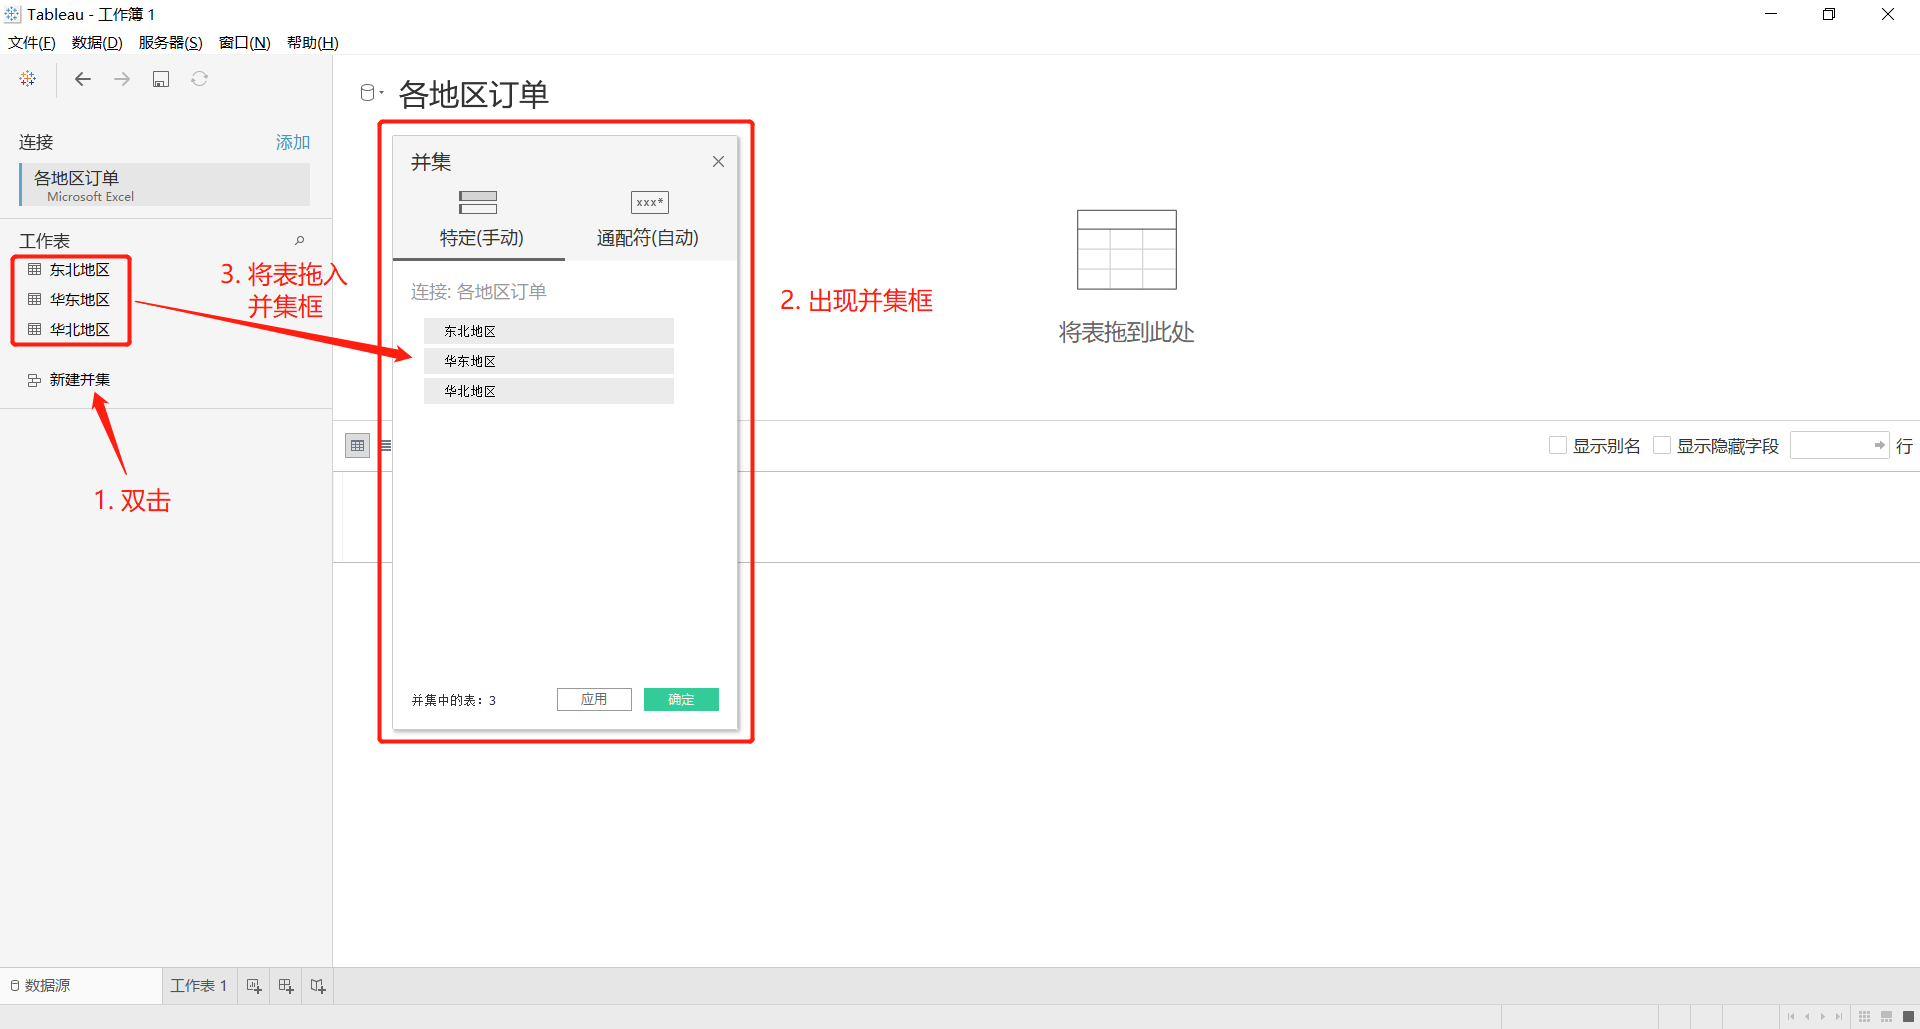 Tableau - 工作簿 1
文件(F) 数据(D) 服务器(S) 窗口(N) 帮助(H)
各地区订单
连接 添加
各地区订单
Microsoft Excel
工作表
东北地区
华东地区
华北地区
新建并集
1. 双击
3. 将表拖入
并集框
并集
xxx*
特定(手动) 通配符(自动)
连接: 各地区订单
东北地区
华东地区
华北地区
并集中的表: 3 应用 确定
2. 出现并集框
将表拖到此处
显示别名 显示隐藏字段 行
数据源 工作表 1